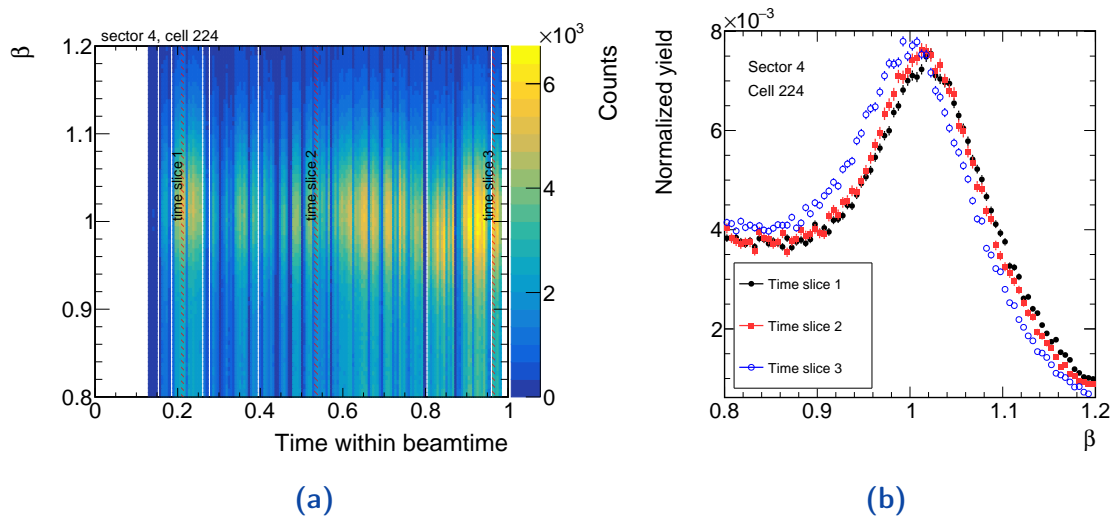 sector 4, cell 224
×10³
β
1.2
1.1
1
0.9
0.8
time slice 1
time slice 2
time slice 3
6
4
2
0
Counts
0
0.2
0.4
0.6
0.8
1
Time within beamtime
(a)
×10⁻³
Normalized yield
8
6
4
2
Sector 4
Cell 224
Time slice 1
Time slice 2
Time slice 3
0.8
0.9
1
1.1
1.2
β
(b)